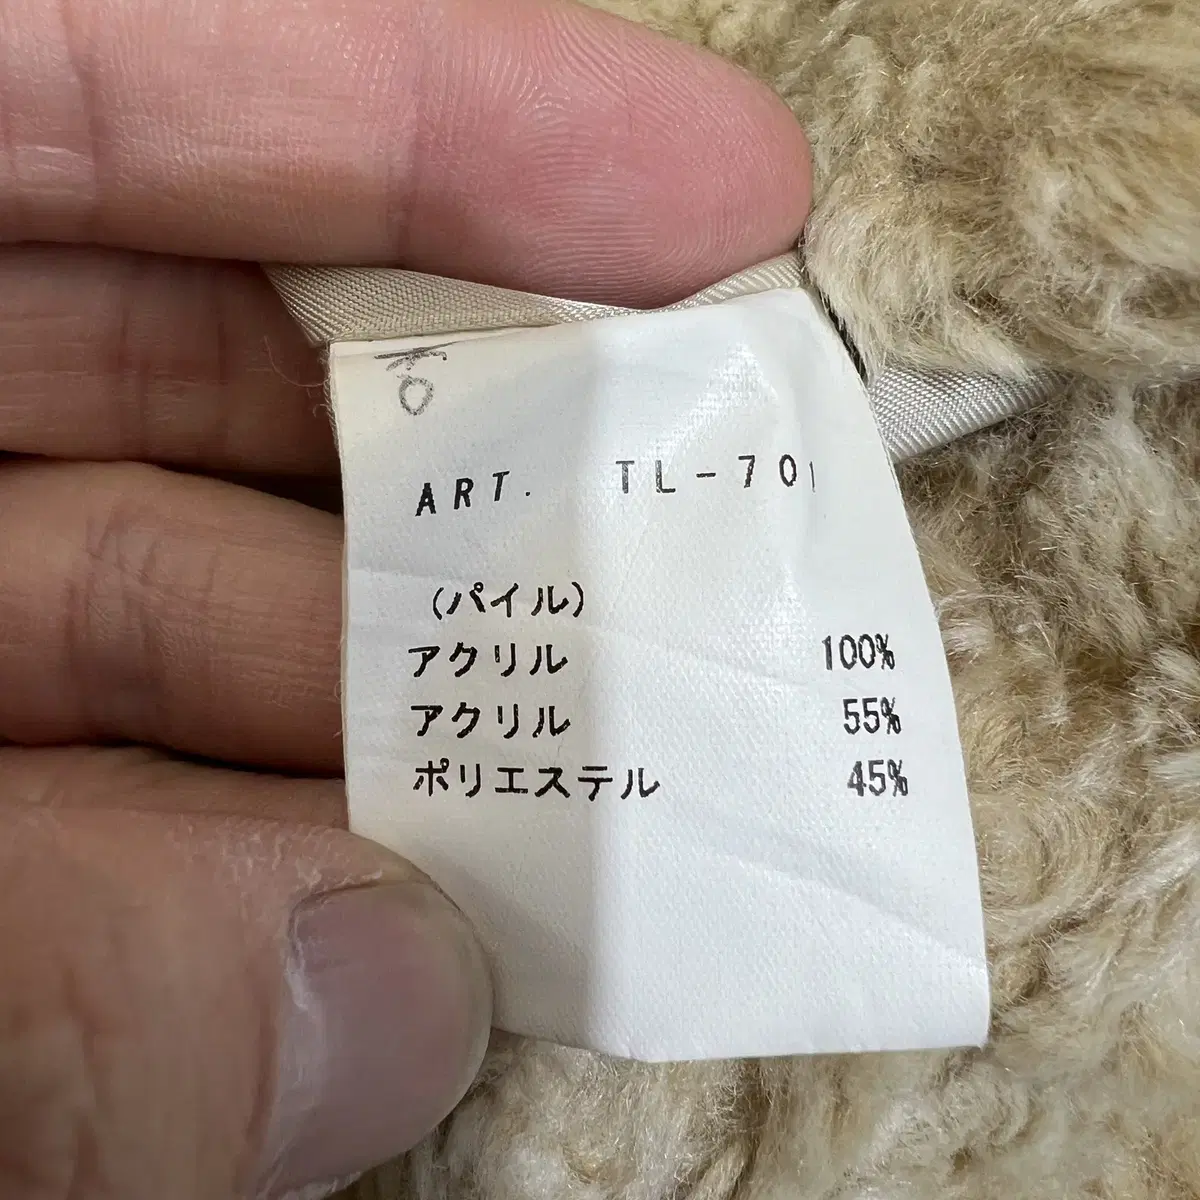 ART. TL-701
(パイル)
アクリル 100%
アクリル 55%
ポリエステル 45%